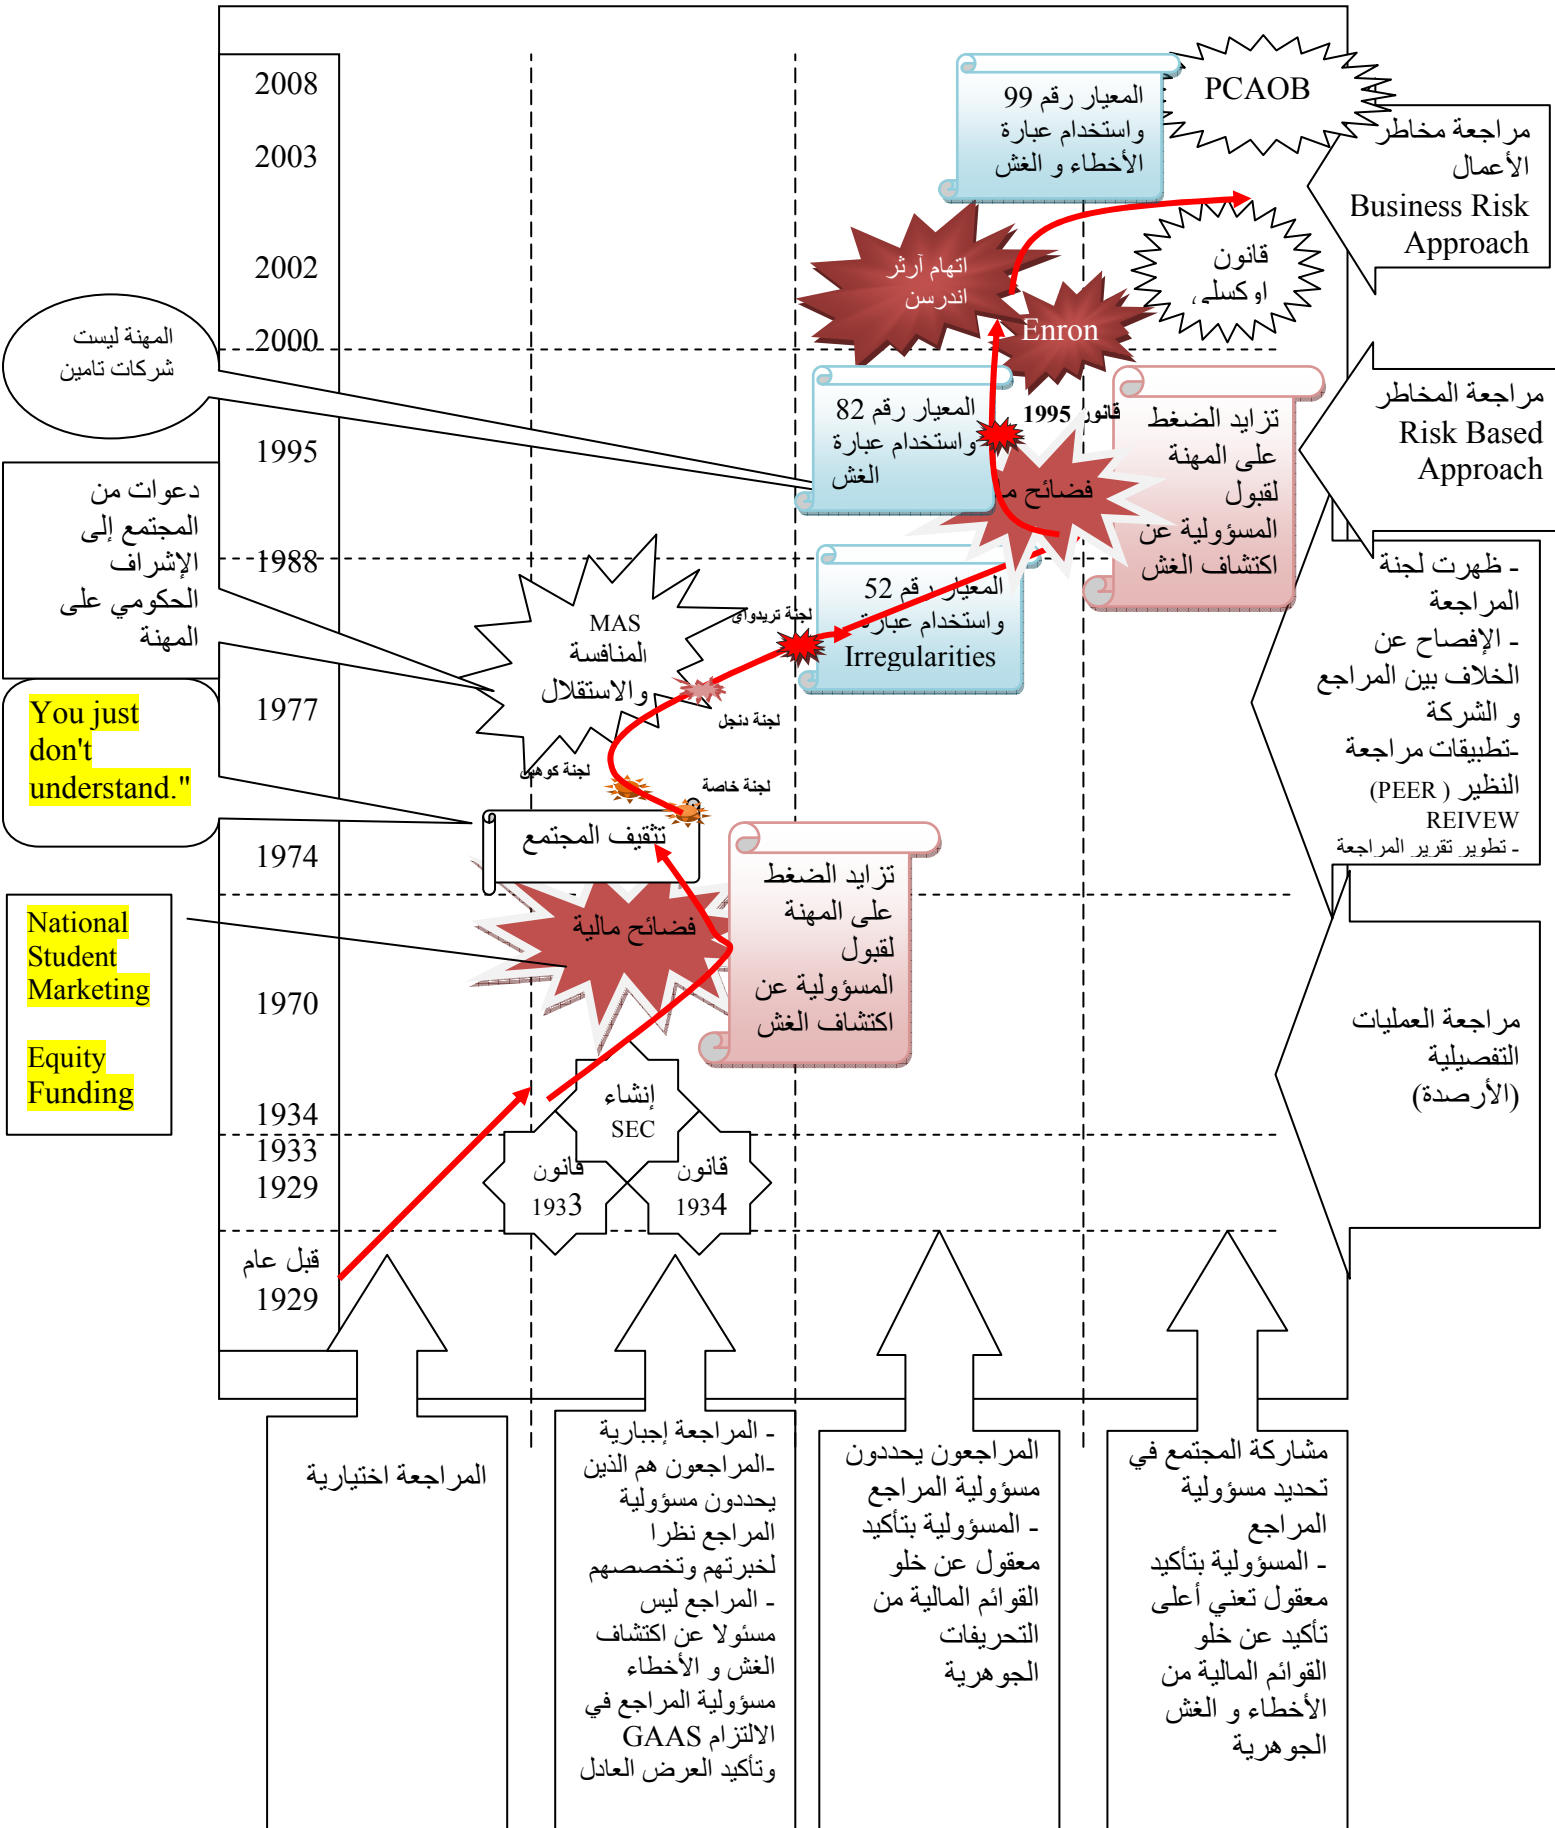 2008
2003
2002
2000
1995
1988
1977
1974
1970
1934
1933
1929
قبل عام
1929
PCAOB
المعيار رقم 99
واستخدام عبارة
الأخطاء و الغش
مراجعة مخاطر
الأعمال
Business Risk
Approach
اتهام آرثر
اندرسن
قانون
اوكسلي
Enron
المهنة ليست
شركات تامين
المعيار رقم 82
واستخدام عبارة
الغش
1995
تزايد الضغط
على المهنة
لقبول
المسؤولية عن
اكتشاف الغش
مراجعة المخاطر
Risk Based
Approach
فضائح
دعوات من
المجتمع إلى
الإشراف
الحكومي على
المهنة
MAS
المنافسة
والاستقلال
لجنة تريدواي
المعيار رقم 52
واستخدام عبارة
Irregularities
- ظهرت لجنة
المراجعة
- الإفصاح عن
الخلاف بين المراجع
و الشركة
-تطبيقات مراجعة
النظير ( PEER)
REIVEW
- تطوير تقرير المراجعة
You just
don't
understand."
لجنة دنجل
لجنة كوهين
لجنة خاصة
تثقيف المجتمع
فضائح مالية
تزايد الضغط
على المهنة
لقبول
المسؤولية عن
اكتشاف الغش
National
Student
Marketing
Equity
Funding
مراجعة العمليات
التفصيلية
(الأرصدة)
إنشاء
SEC
قانون
1933
قانون
1934
المراجعة اختيارية
- المراجعة إجبارية
-المراجعون هم الذين
يحددون مسؤولية
المراجع نظرا
لخبرتهم وتخصصهم
- المراجع ليس
مسئولا عن اكتشاف
الغش و الأخطاء
مسؤولية المراجع في
الالتزام GAAS
وتأكيد العرض العادل
المراجعون يحددون
مسؤولية المراجع
- المسؤولية بتأكيد
معقول عن خلو
القوائم المالية من
التحريفات
الجوهرية
مشاركة المجتمع في
تحديد مسؤولية
المراجع
- المسؤولية بتأكيد
معقول تعني أعلى
تأكيد عن خلو
القوائم المالية من
الأخطاء و الغش
الجوهرية